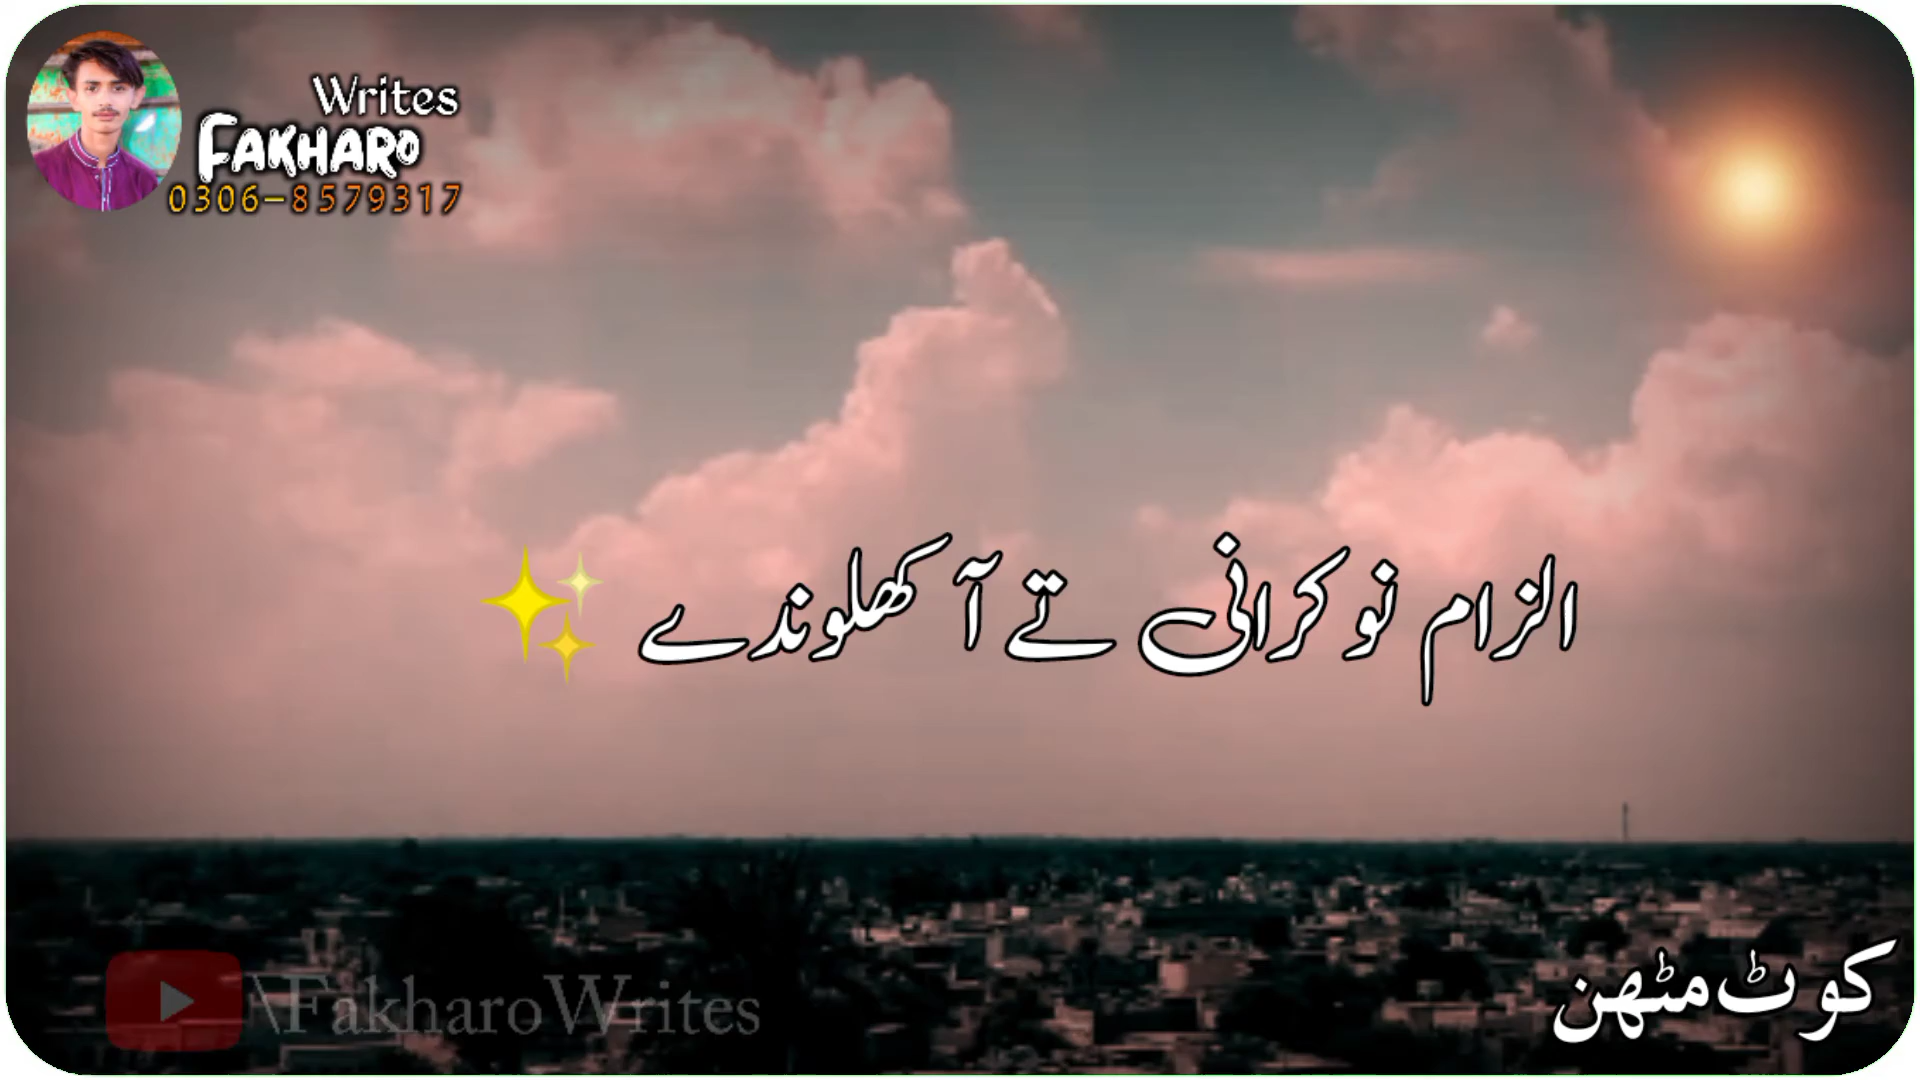 Writes
FAKHARO
0306-8579317
الزام نوکرانی تے آ کھلوندے
\FakharoWrites
کوٹ مٹھن